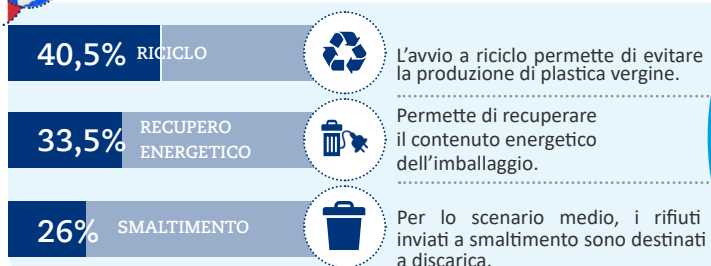 40,5% RICICLO
L'avvio a riciclo permette di evitare
la produzione di plastica vergine.
33,5% RECUPERO
ENERGETICO
Permette di recuperare
il contenuto energetico
dell'imballaggio.
26% SMALTIMENTO
Per lo scenario medio, i rifiuti
inviati a smaltimento sono destinati
a discarica.